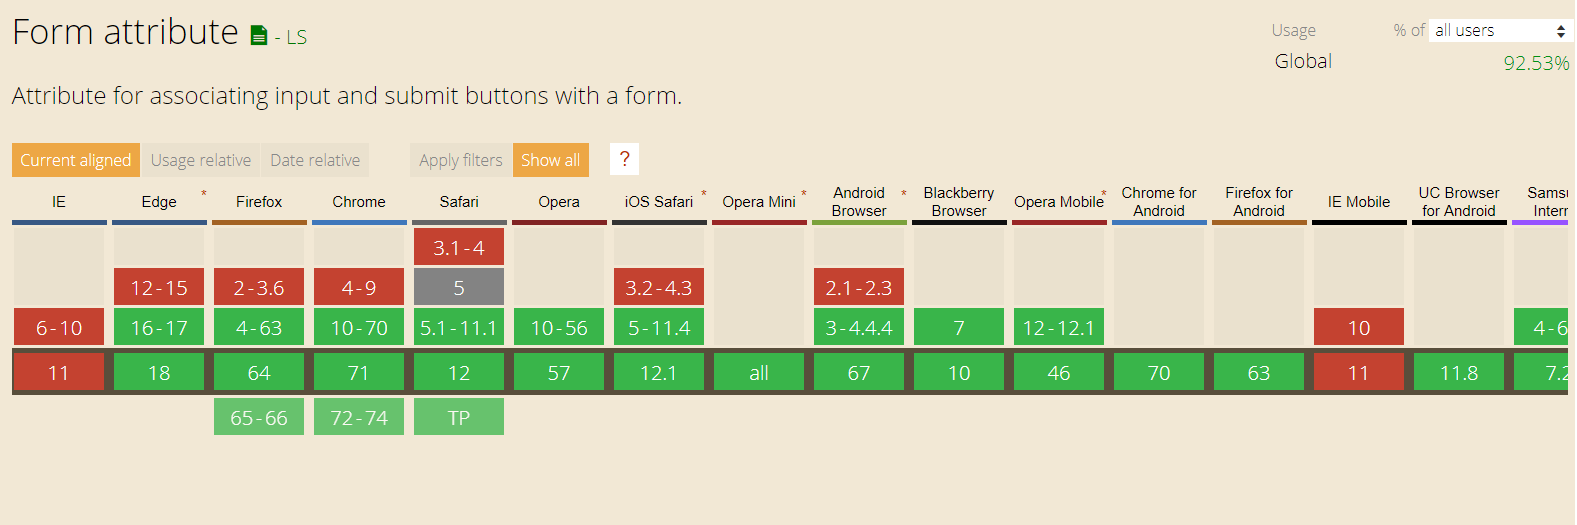 Form attribute - LS
Usage % of all users
Global 92.53%
Attribute for associating input and submit buttons with a form.
Current aligned Usage relative Date relative Apply filters Show all ?
IE Edge * Firefox Chrome Safari Opera iOS Safari * Opera Mini * Android Browser * Blackberry Browser Opera Mobile * Chrome for Android Firefox for Android IE Mobile UC Browser for Android
3.1-4
12-15 2-3.6 4-9 5 3.2-4.3 2.1-2.3
6-10 16-17 4-63 10-70 5.1-11.1 10-56 5-11.4 3-4.4.4 7 12-12.1 10 4-6
11 18 64 71 12 57 12.1 all 67 10 46 70 63 11 11.8 7.2
65-66 72-74 TP